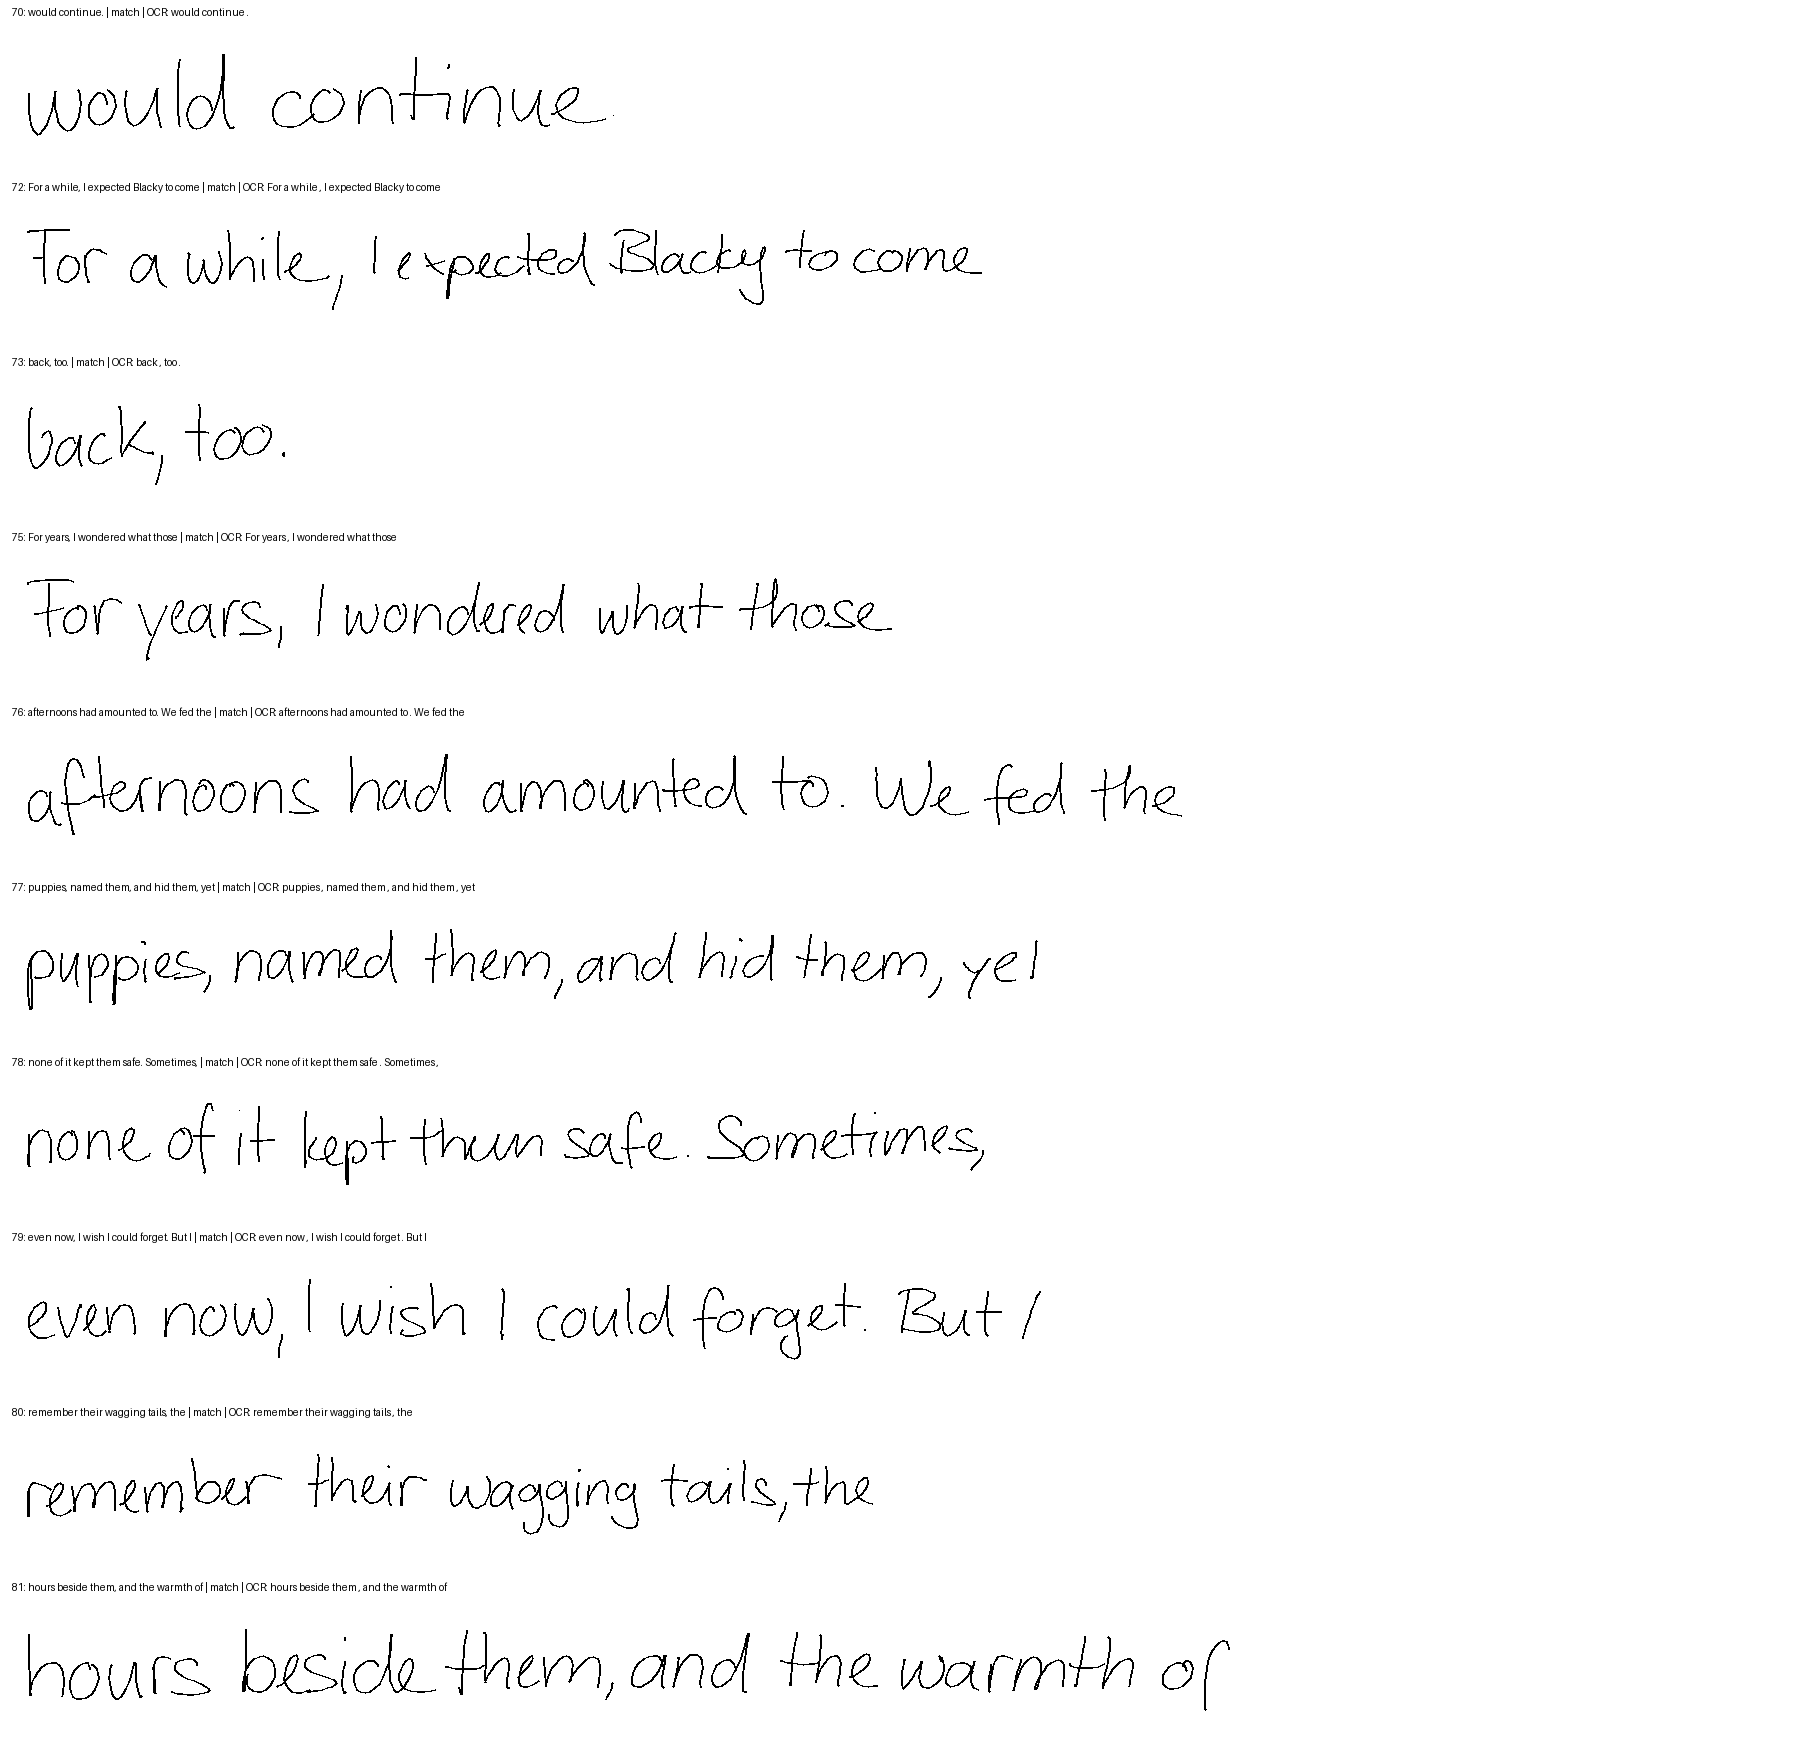 70: would continue. | match | OCR: would continue .
would continue.
72: For a while, I expected Blacky to come | match | OCR: For a while , I expected Blacky to come
For a while, I expected Blacky to come
73: back, too. | match | OCR: back , too .
back, too.
75: For years, I wondered what those | match | OCR: For years , I wondered what those
For years, I wondered what those
76: afternoons had amounted to. We fed the | match | OCR: afternoons had amounted to . We fed the
afternoons had amounted to. We fed the
77: puppies, named them, and hid them, yet | match | OCR: puppies , named them , and hid them , yet
puppies, named them, and hid them, yet
78: none of it kept them safe. Sometimes, | match | OCR: none of it kept them safe . Sometimes ,
none of it kept them safe. Sometimes,
79: even now, I wish I could forget. But I | match | OCR: even now , I wish I could forget . But I
even now, I wish I could forget. But I
80: remember their wagging tails, the | match | OCR: remember their wagging tails , the
remember their wagging tails, the
81: hours beside them, and the warmth of | match | OCR: hours beside them , and the warmth of
hours beside them, and the warmth of